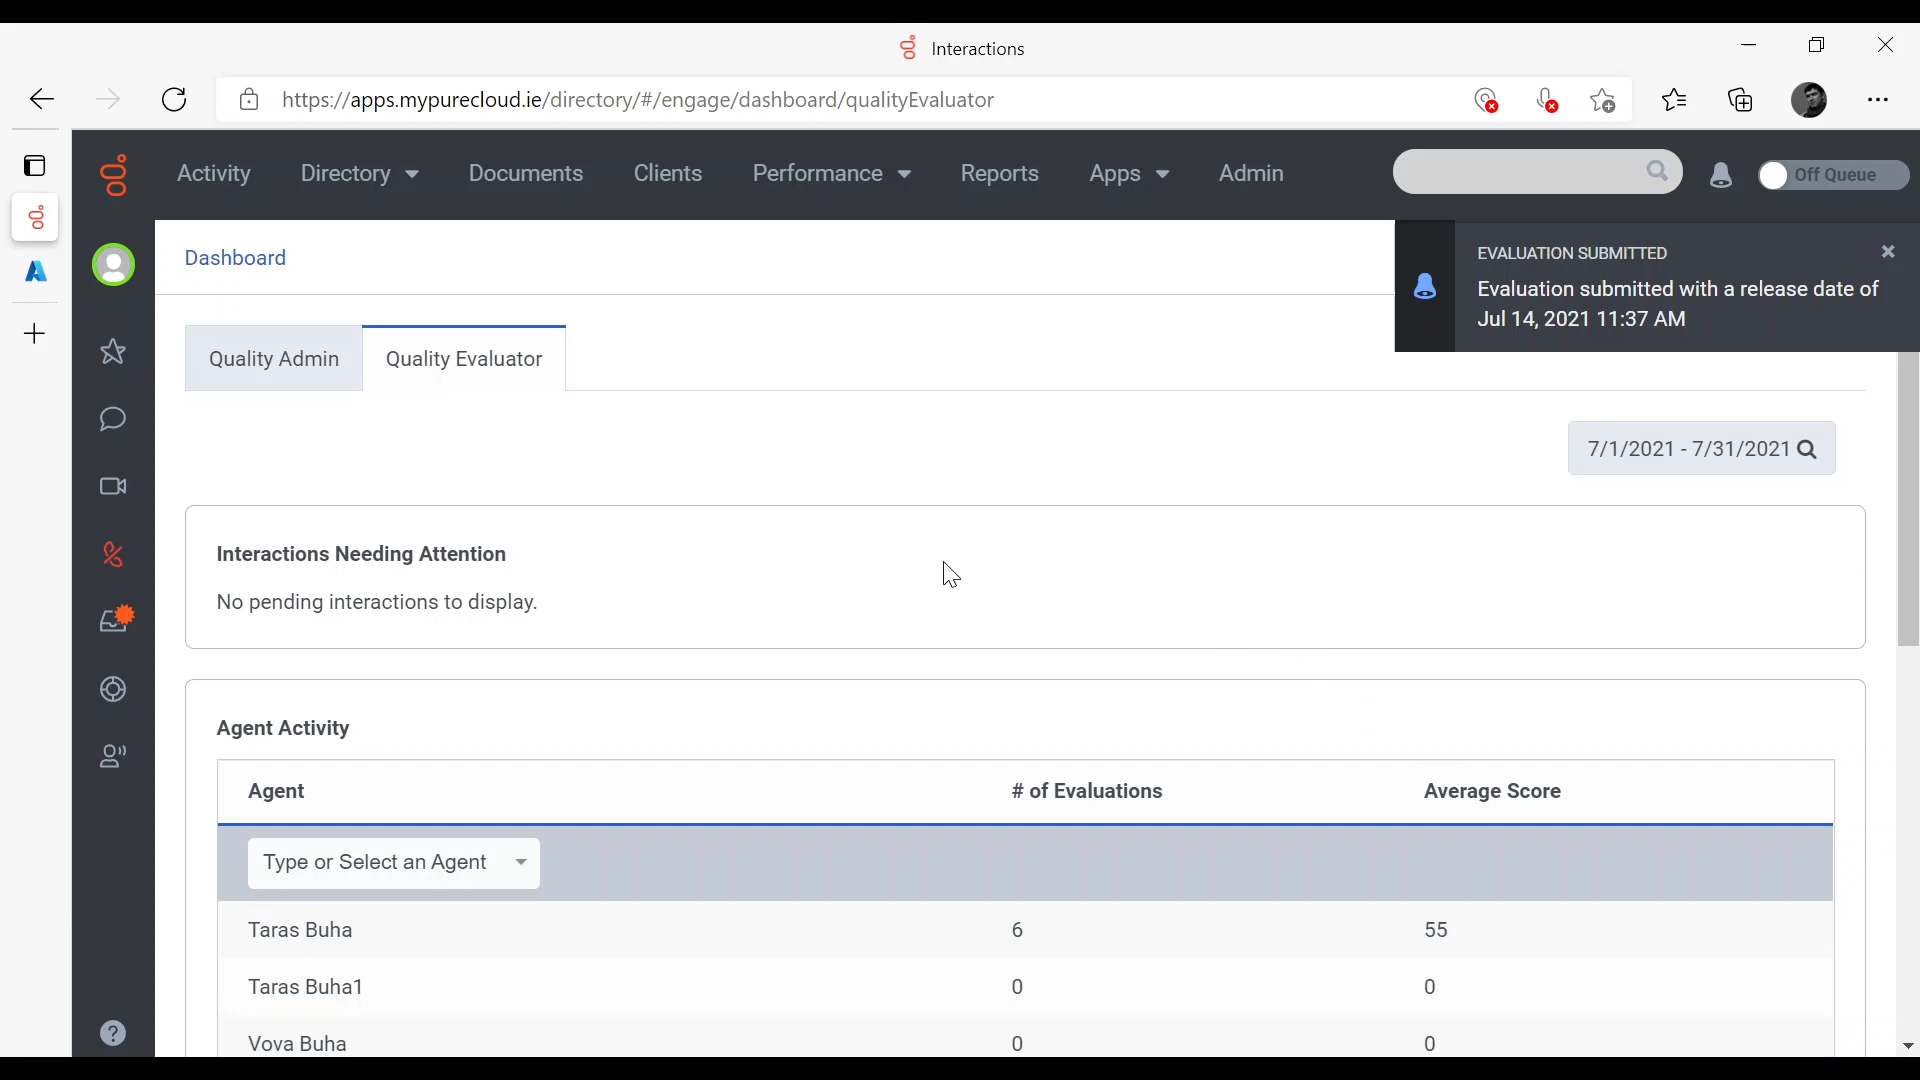 Interactions
https://apps.mypurecloud.ie/directory/#/engage/dashboard/qualityEvaluator
Activity Directory Documents Clients Performance Reports Apps Admin Off Queue
Dashboard
EVALUATION SUBMITTED
Evaluation submitted with a release date of
Jul 14, 2021 11:37 AM
Quality Admin Quality Evaluator
7/1/2021 - 7/31/2021
Interactions Needing Attention
No pending interactions to display.
Agent Activity
Agent # of Evaluations Average Score
Type or Select an Agent
Taras Buha 6 55
Taras Buha1 0 0
Vova Buha 0 0